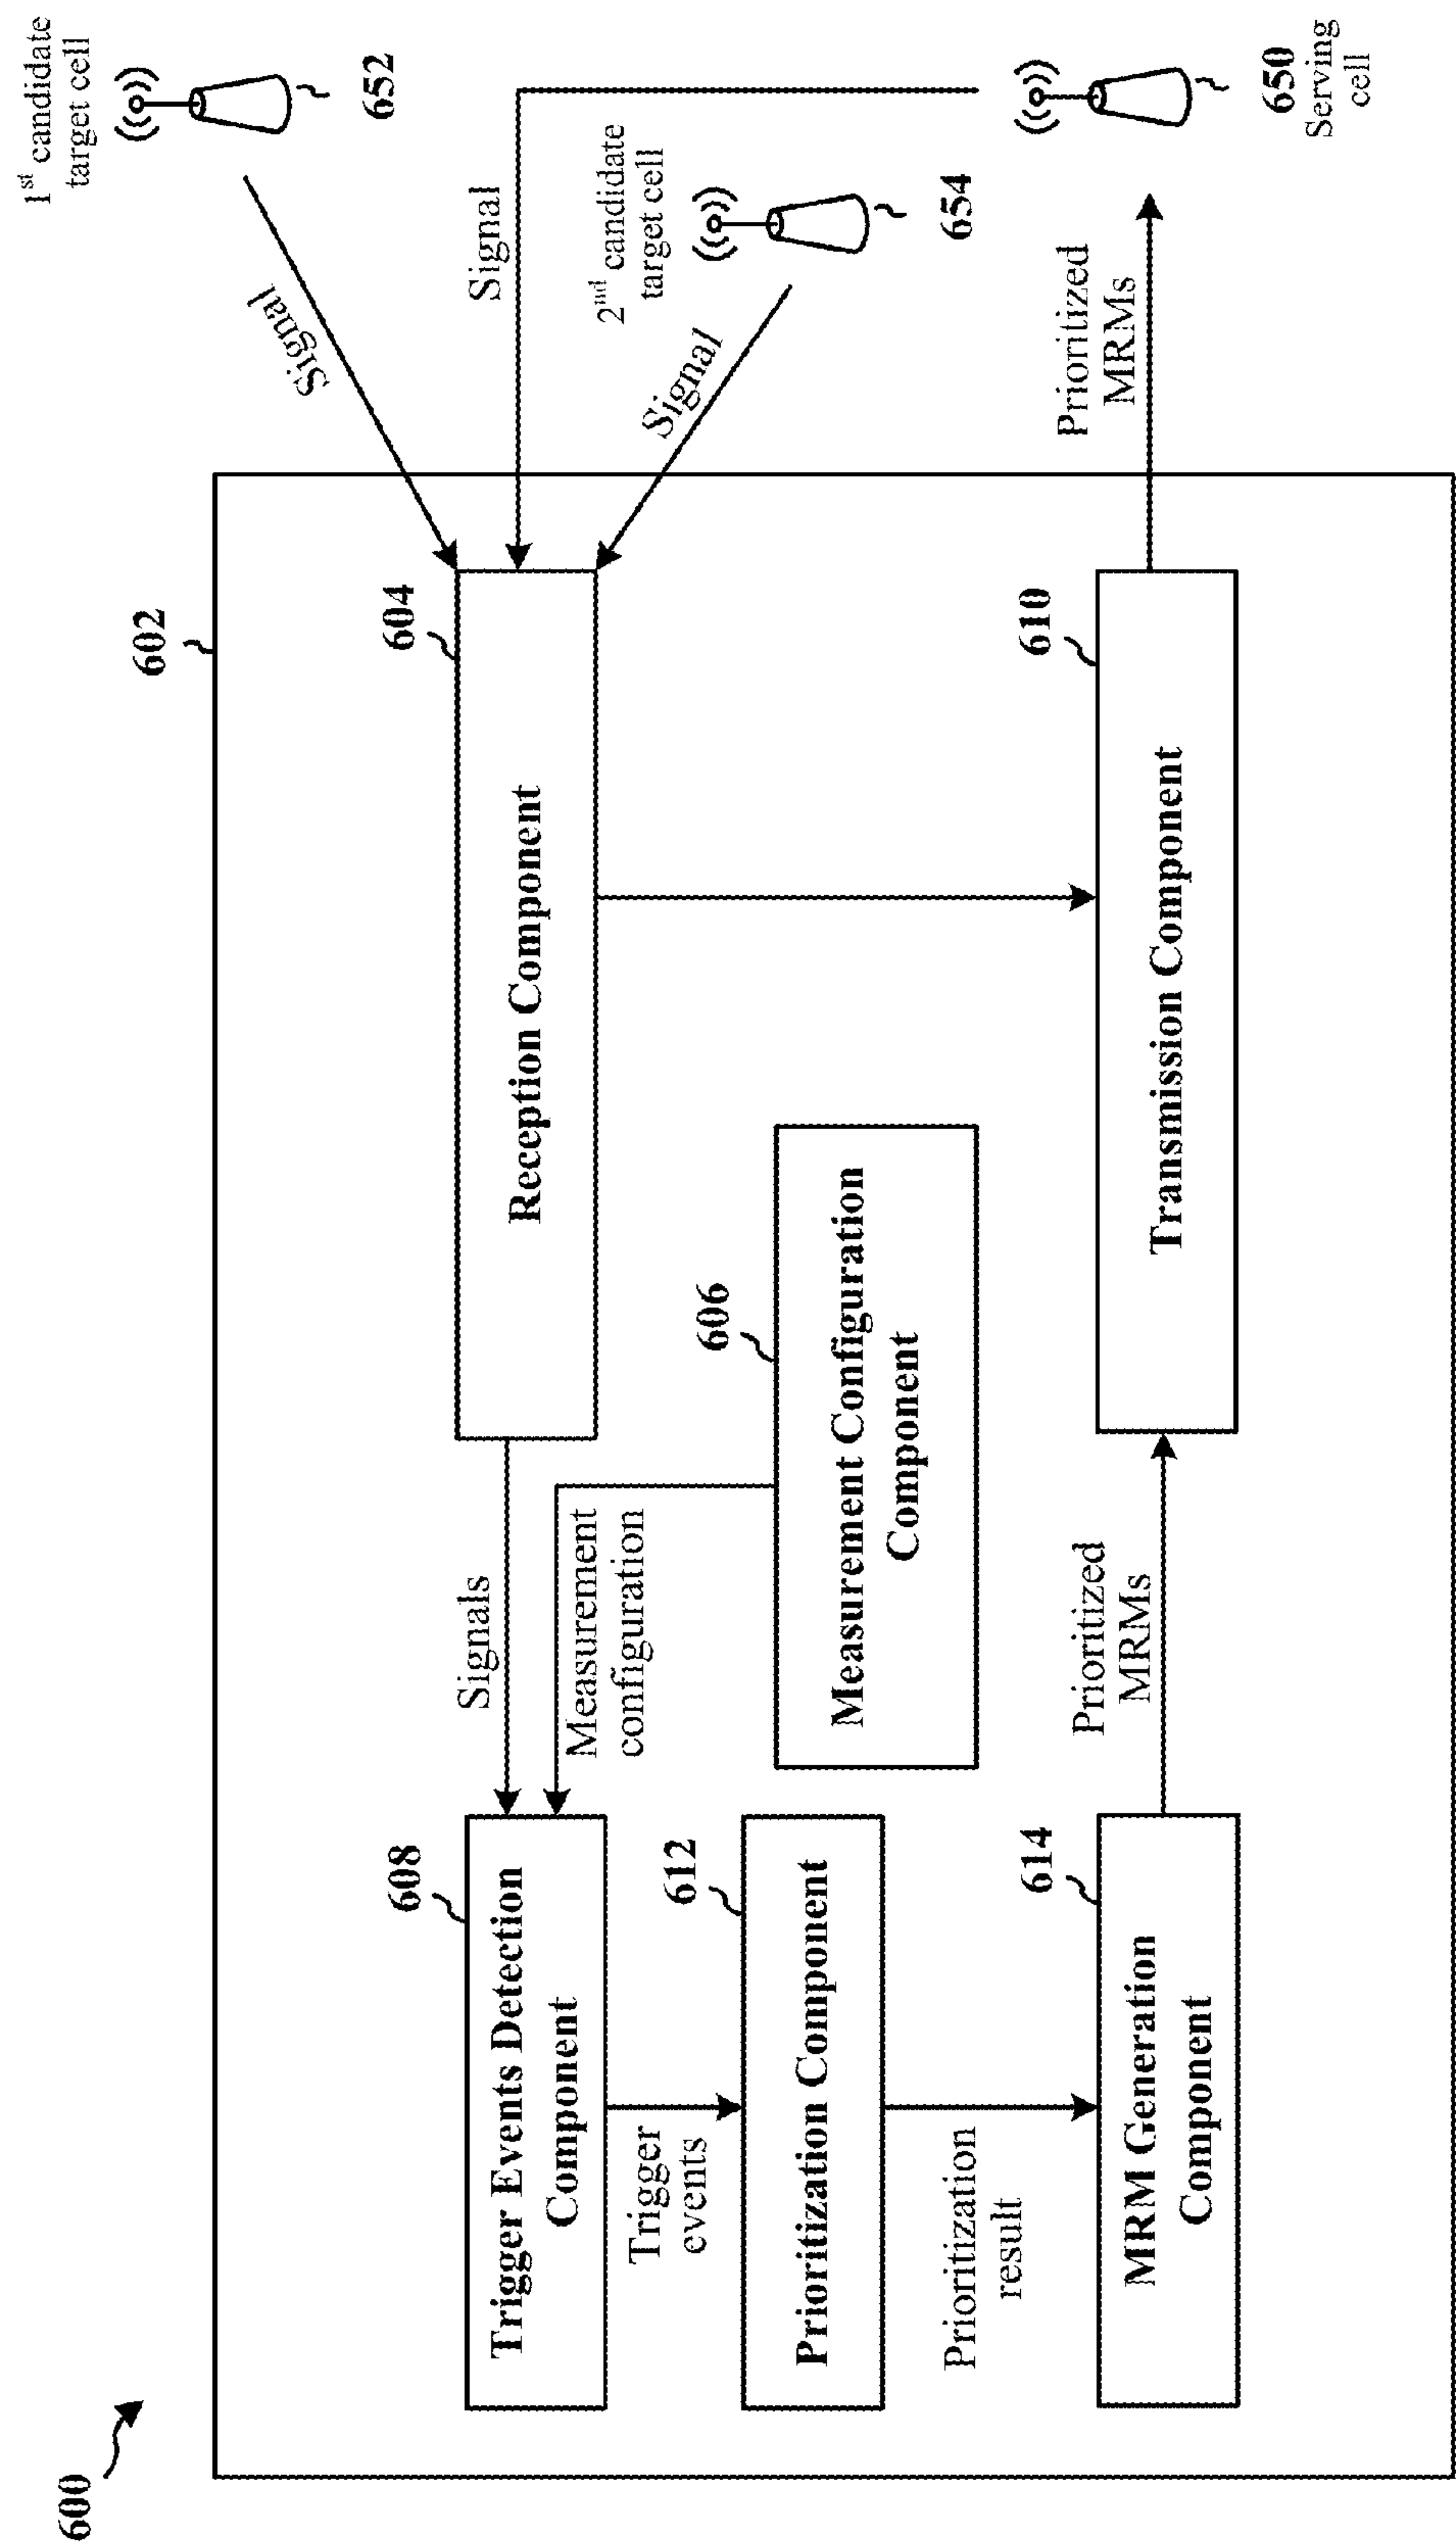 600
602
1st candidate
target cell
652
Signal
Signal
2nd candidate
target cell
654
Signal
650
Serving
cell
604
Reception Component
Signals
608
Trigger Events Detection
Component
Measurement
configuration
606
Measurement Configuration
Component
Trigger
events
612
Prioritization Component
Prioritization
result
614
MRM Generation
Component
Prioritized
MRMs
610
Transmission Component
Prioritized
MRMs